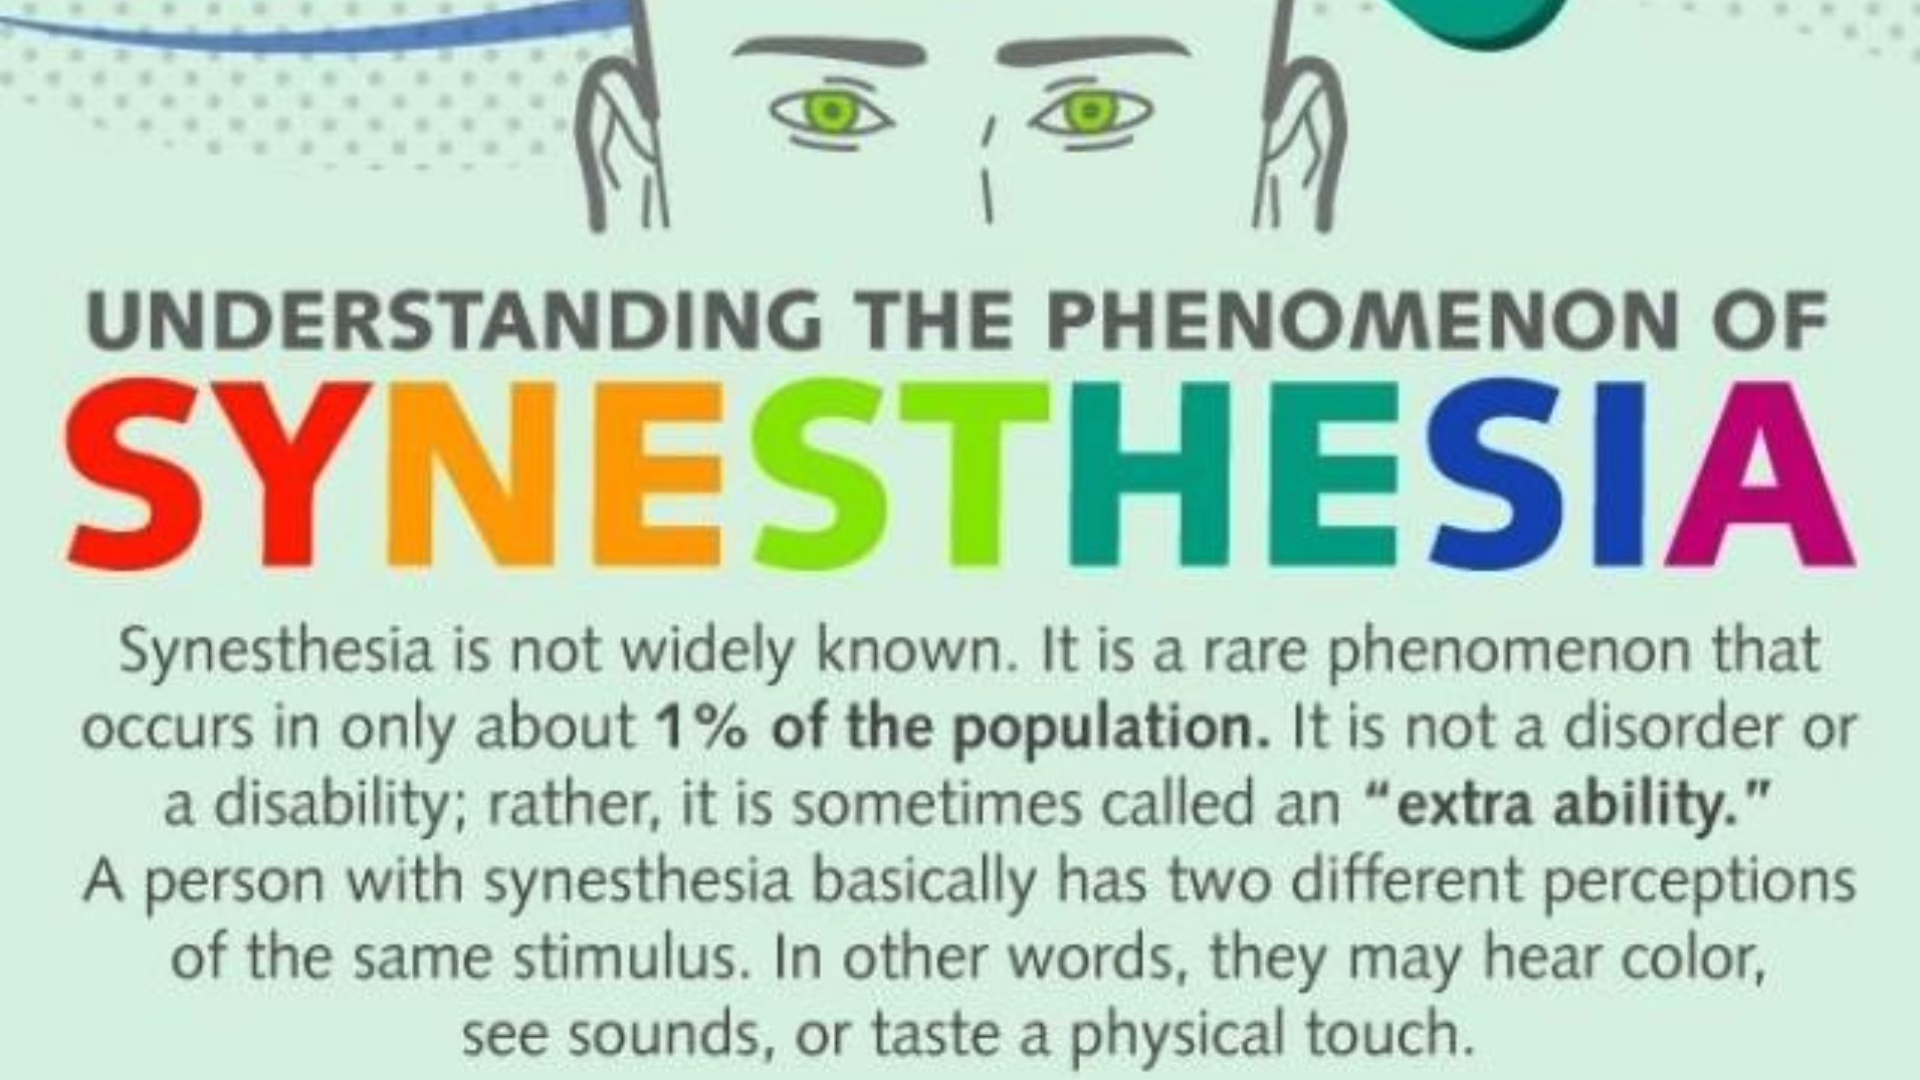 UNDERSTANDING THE PHENOMENON OF
SYNESTHESIA
Synesthesia is not widely known. It is a rare phenomenon that
occurs in only about 1% of the population. It is not a disorder or
a disability; rather, it is sometimes called an “extra ability.”
A person with synesthesia basically has two different perceptions
of the same stimulus. In other words, they may hear color,
see sounds, or taste a physical touch.